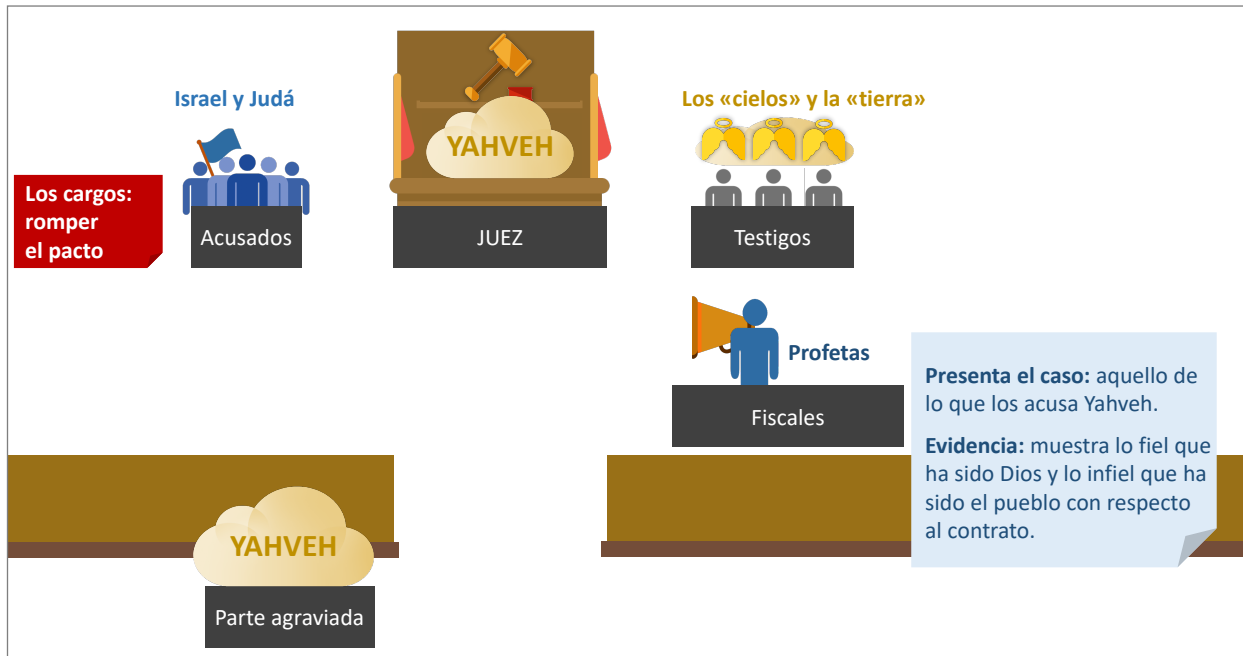 Israel y Judá
Los «cielos» y la «tierra»
YAHVEH
Los cargos:
romper
el pacto
Acusados
JUEZ
Testigos
Profetas
Fiscales
Presenta el caso: aquello de
lo que los acusa Yahveh.
Evidencia: muestra lo fiel que
ha sido Dios y lo infiel que ha
sido el pueblo con respecto
al contrato.
YAHVEH
Parte agraviada